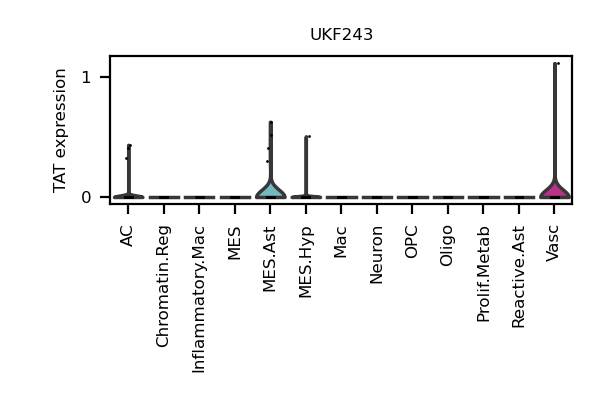 UKF243
TAT expression
1
0
AC
Chromatin.Reg
Inflammatory.Mac
MES
MES.Ast
MES.Hyp
Mac
Neuron
OPC
Oligo
Prolif.Metab
Reactive.Ast
Vasc